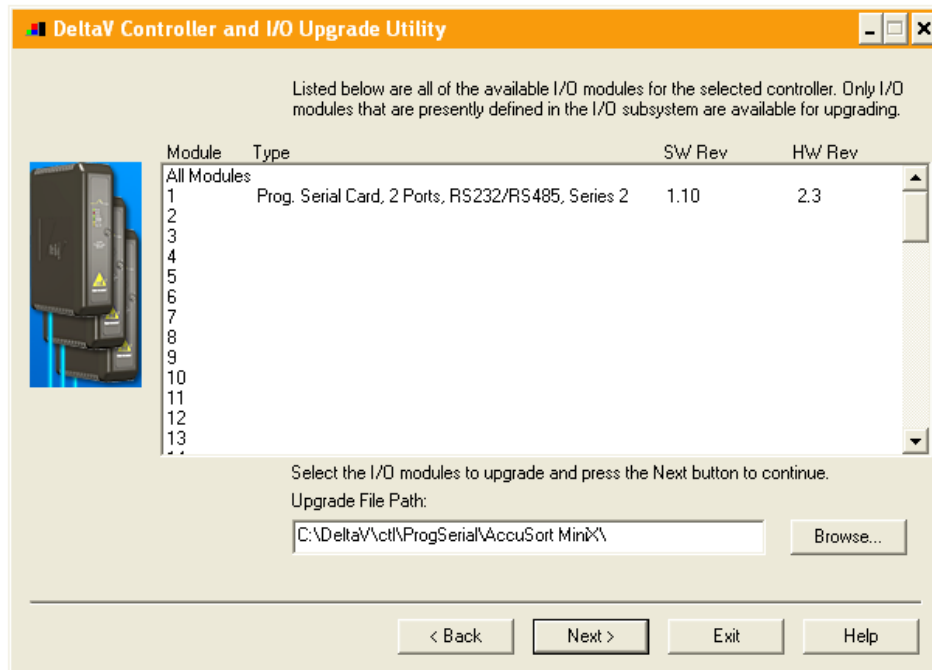 DeltaV Controller and I/O Upgrade Utility
Listed below are all of the available I/O modules for the selected controller. Only I/O
modules that are presently defined in the I/O subsystem are available for upgrading.
Module Type SW Rev HW Rev
All Modules
1 Prog. Serial Card, 2 Ports, RS232/RS485, Series 2 1.10 2.3
2
3
4
5
6
7
8
9
10
11
12
13
Select the I/O modules to upgrade and press the Next button to continue.
Upgrade File Path:
C:\DeltaV\ctl\ProgSerial\AccuSort MiniX\
Browse...
< Back Next > Exit Help